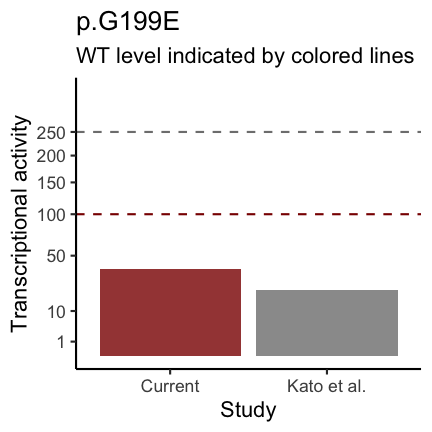 p.G199E
WT level indicated by colored lines
Transcriptional activity
250
200
150
100
50
10
1
Current
Kato et al.
Study